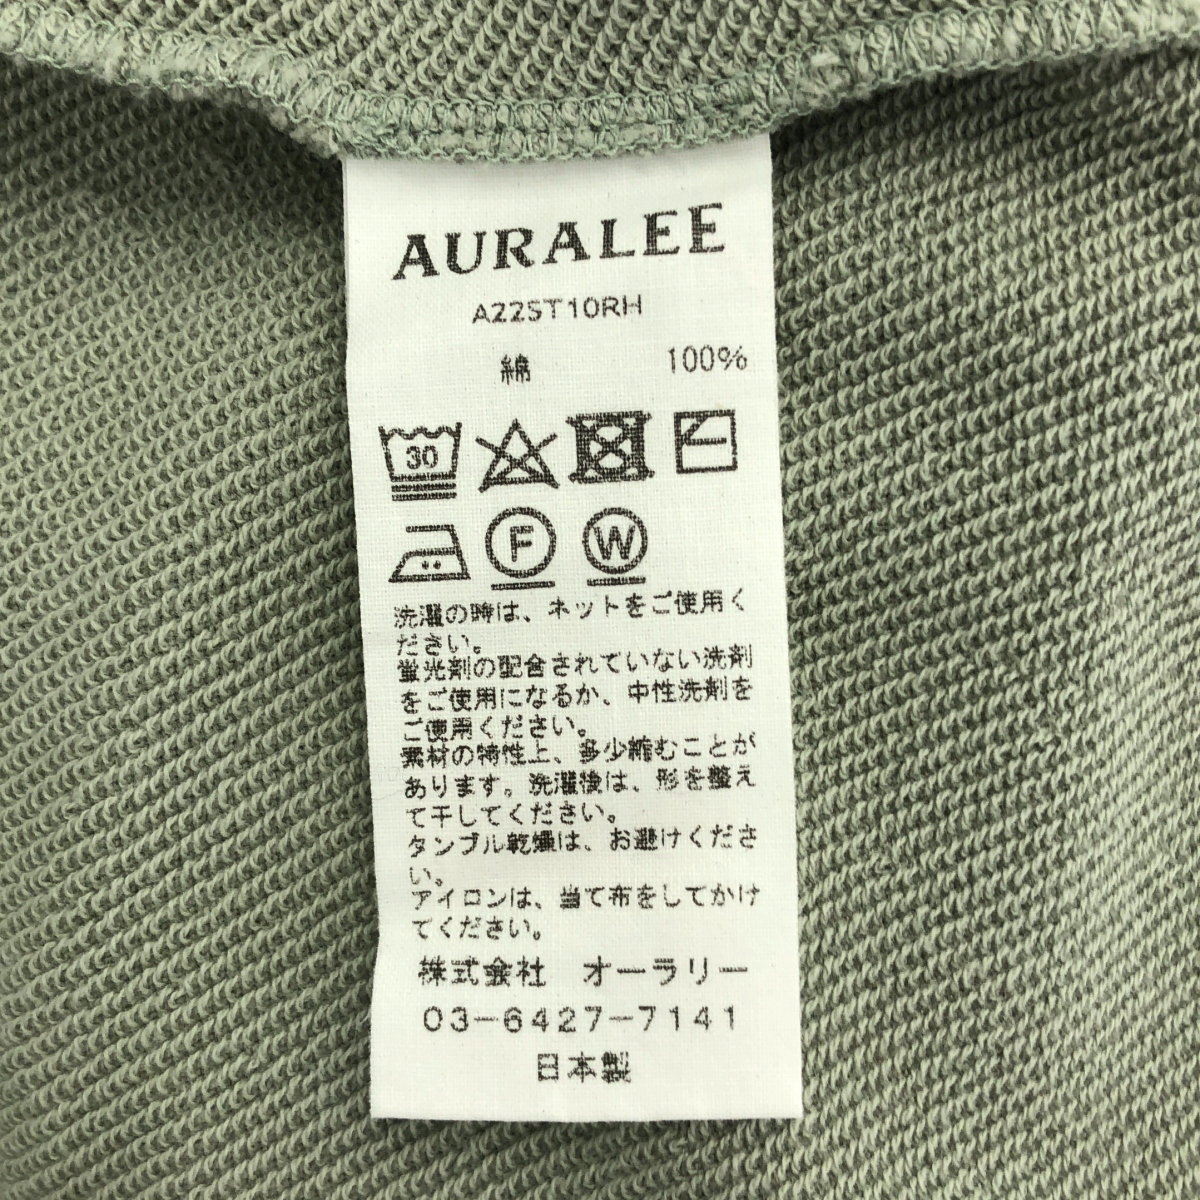 AURALEE
A22ST10RH
綿 100%
30
F W
洗濯の時は、ネットをご使用く
ださい。
蛍光剤の配合されていない洗剤
をご使用になるか、中性洗剤を
ご使用ください。
素材の特性上、多少縮むことが
あります。洗濯後は、形を整え
て干してください。
タンブル乾燥は、お避けくださ
い。
アイロンは、当て布をしてかけ
てください。
株式会社 オーラリー
03-6427-7141
日本製